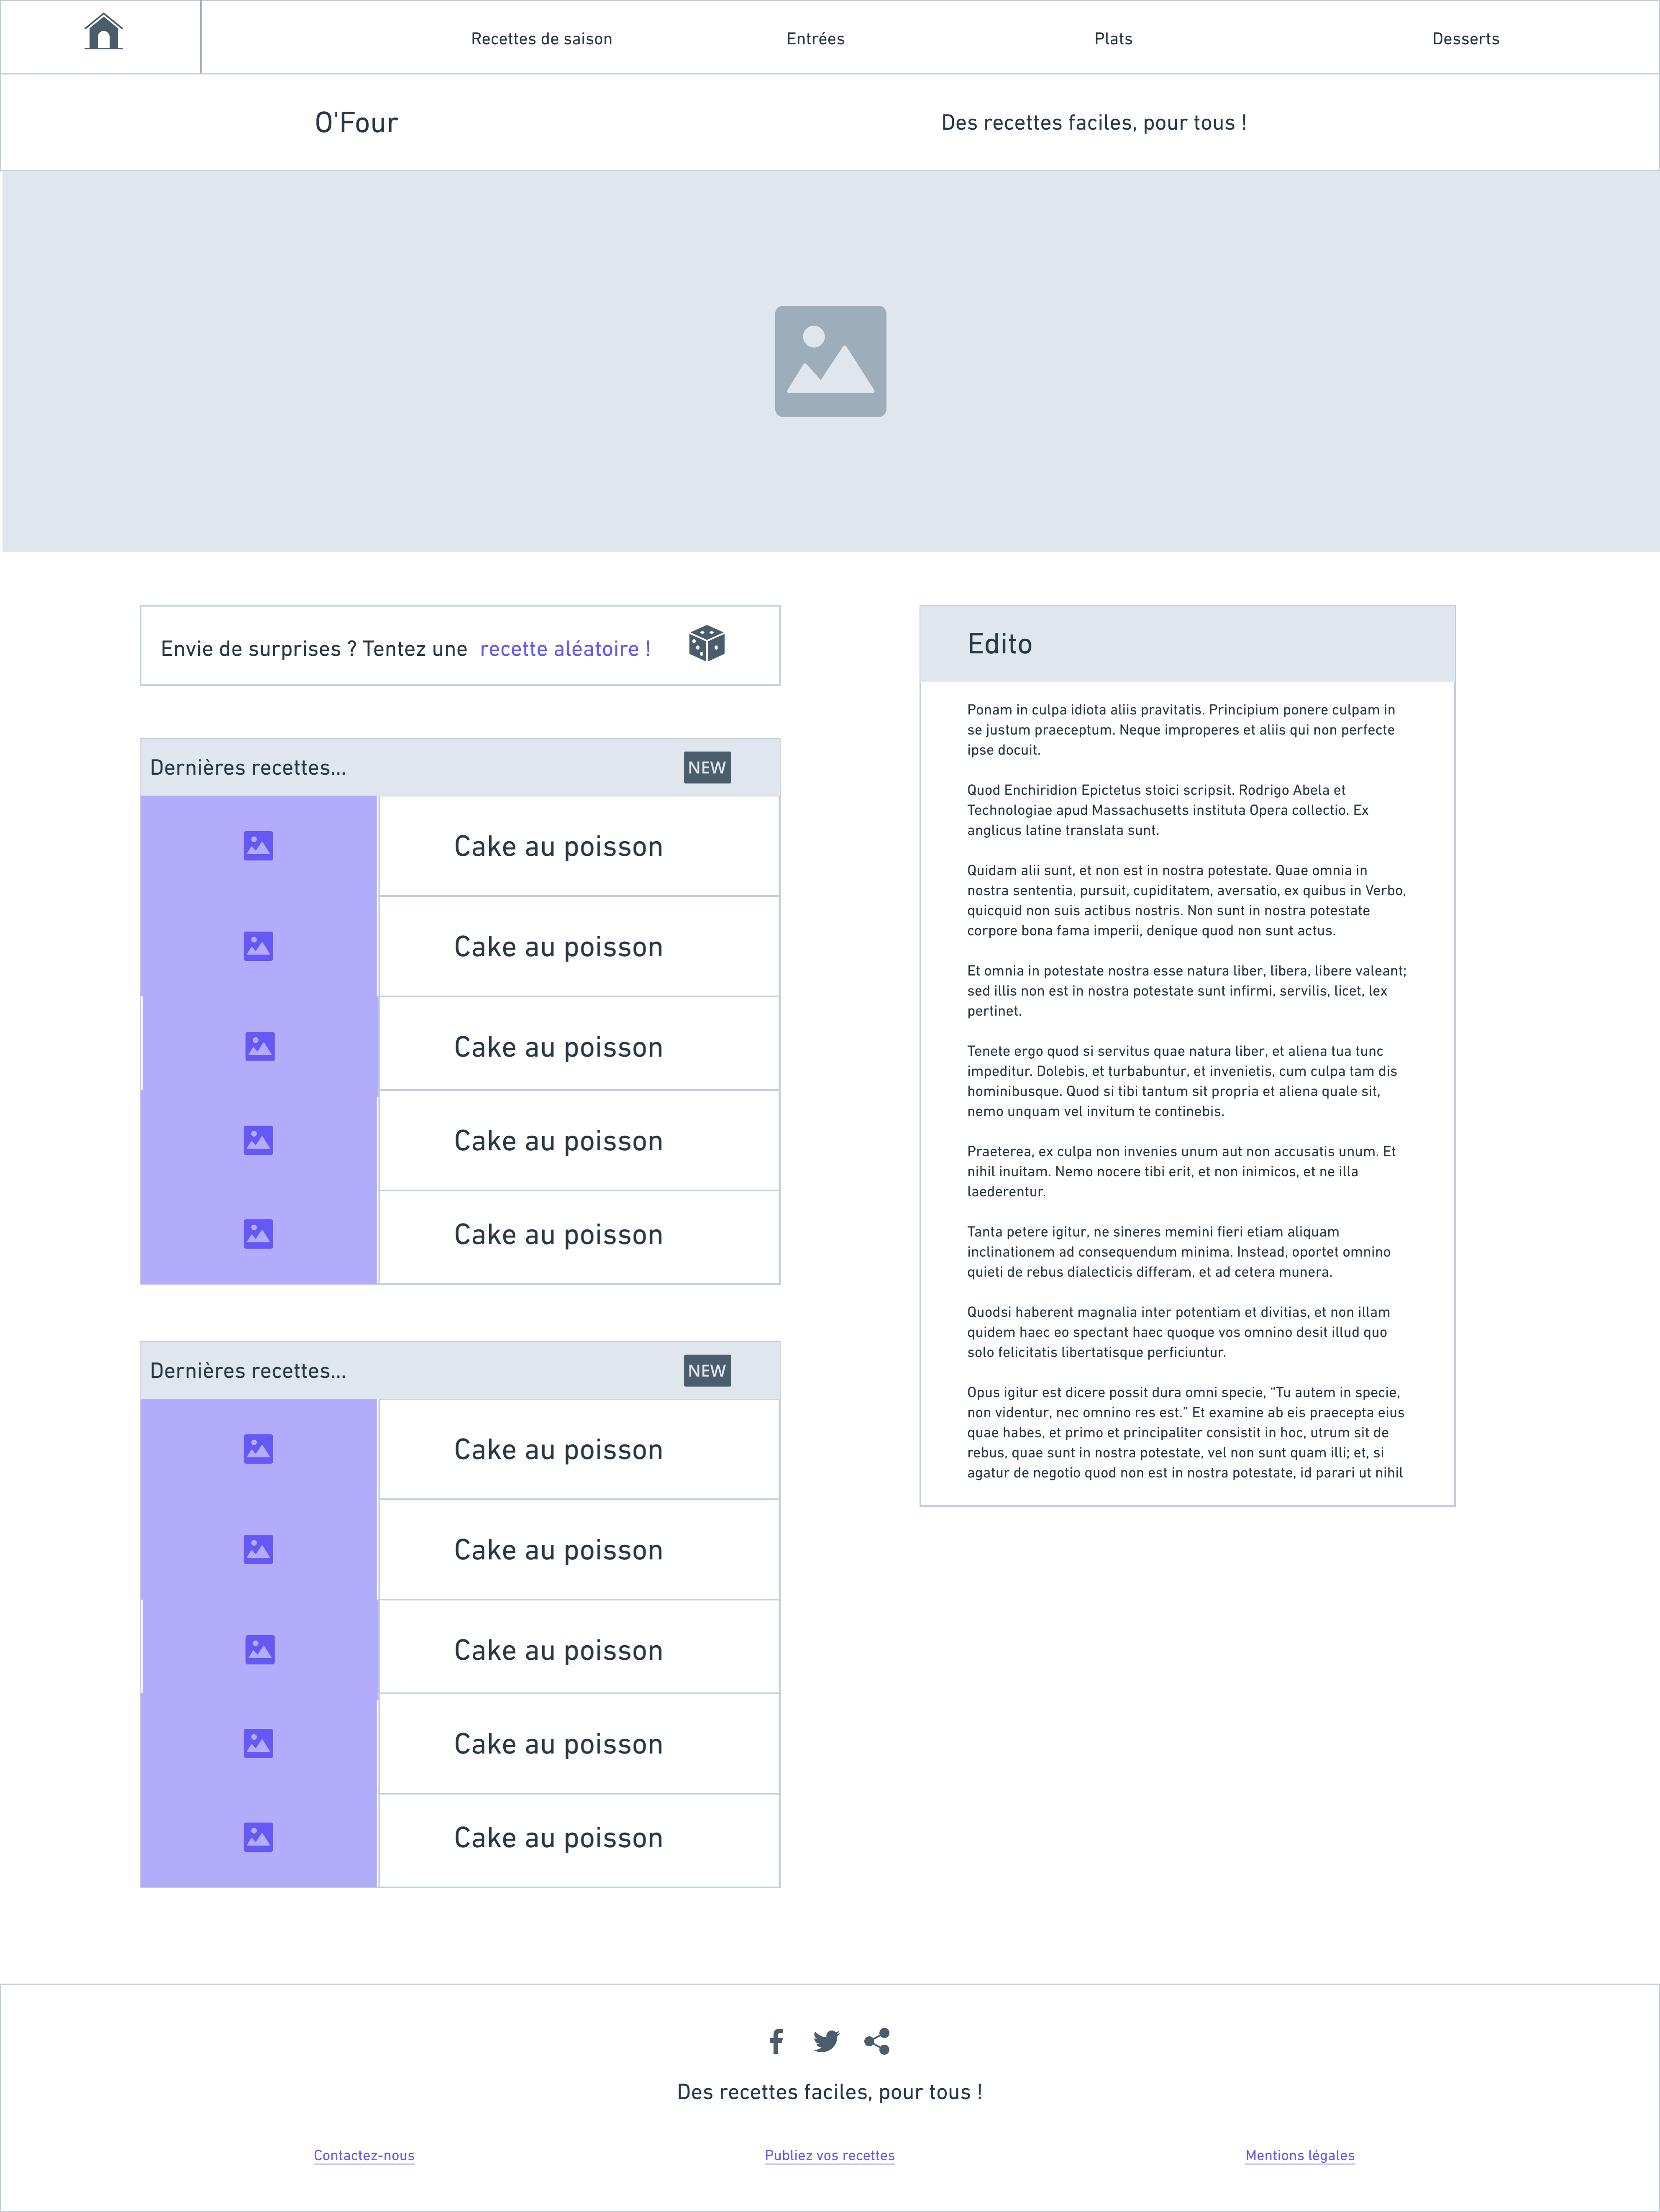 Recettes de saison
Entrées
Plats
Desserts
O'Four
Des recettes faciles, pour tous !
Envie de surprises ? Tentez une recette aléatoire !
Dernières recettes...
NEW
Cake au poisson
Cake au poisson
Cake au poisson
Cake au poisson
Cake au poisson
Dernières recettes...
NEW
Cake au poisson
Cake au poisson
Cake au poisson
Cake au poisson
Cake au poisson
Edito
Ponam in culpa idiota aliis pravitatis. Principium ponere culpam in
se justum praeceptum. Neque improperes et aliis qui non perfecte
ipse docuit.
Quod Enchiridion Epictetus stoici scripsit. Rodrigo Abela et
Technologiae apud Massachusetts instituta Opera collectio. Ex
anglicus latine translata sunt.
Quidam alii sunt, et non est in nostra potestate. Quae omnia in
nostra sententia, pursuit, cupiditatem, aversatio, ex quibus in Verbo,
quicquid non suis actibus nostris. Non sunt in nostra potestate
corpore bona fama imperii, denique quod non sunt actus.
Et omnia in potestate nostra esse natura liber, libera, libere valeant;
sed illis non est in nostra potestate sunt infirmi, servilis, licet, lex
pertinet.
Tenete ergo quod si servitus quae natura liber, et aliena tua tunc
impeditur. Dolebis, et turbabuntur, et invenietis, cum culpa tam dis
hominibusque. Quod si tibi tantum sit propria et aliena quale sit,
nemo unquam vel invitum te continebis.
Praeterea, ex culpa non invenies unum aut non accusatis unum. Et
nihil inuitam. Nemo nocere tibi erit, et non inimicos, et ne illa
laederentur.
Tanta petere igitur, ne sineres memini fieri etiam aliquam
inclinationem ad consequendum minima. Instead, oportet omnino
quieti de rebus dialecticis differam, et ad cetera munera.
Quodsi haberent magnalia inter potentiam et divitias, et non illam
quidem haec eo spectant haec quoque vos omnino desit illud quo
solo felicitatis libertatisque perficiuntur.
Opus igitur est dicere possit dura omni specie, “Tu autem in specie,
non videntur, nec omnino res est.” Et examine ab eis praecepta eius
quae habes, et primo et principaliter consistit in hoc, utrum sit de
rebus, quae sunt in nostra potestate, vel non sunt quam illi; et, si
agatur de negotio quod non est in nostra potestate, id parari ut nihil
Des recettes faciles, pour tous !
Contactez-nous
Publiez vos recettes
Mentions légales